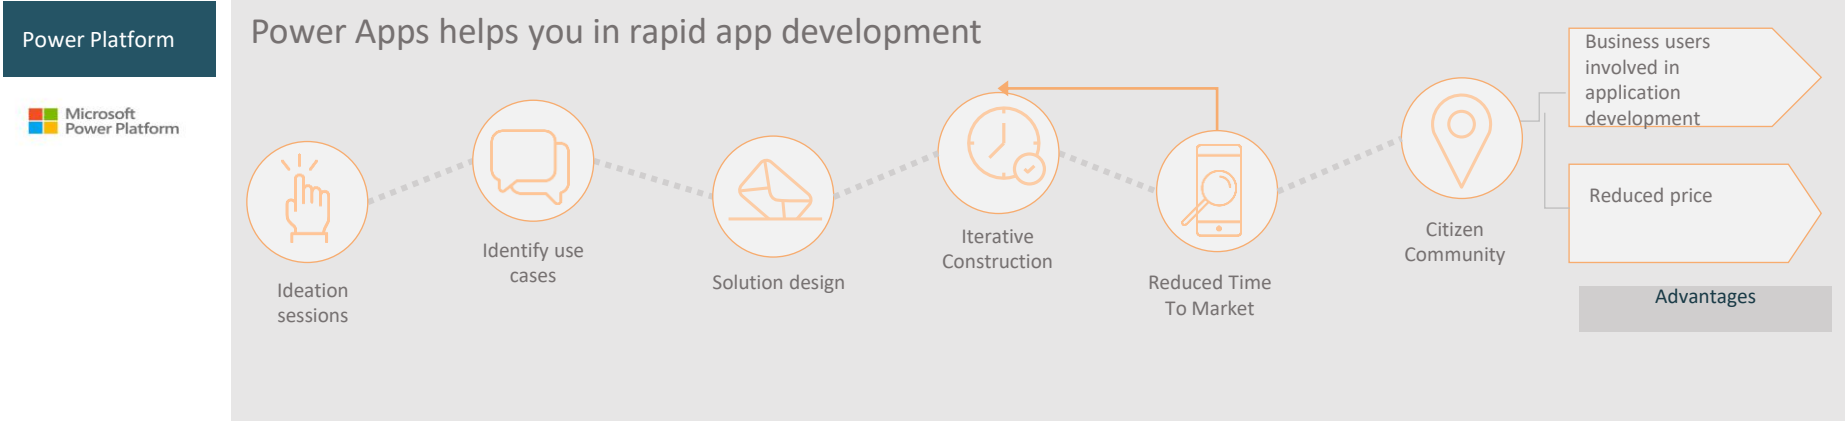 Power Platform
Microsoft
Power Platform
Power Apps helps you in rapid app development
Ideation
sessions
Identify use
cases
Solution design
Iterative
Construction
Reduced Time
To Market
Citizen
Community
Business users
involved in
application
development
Reduced price
Advantages